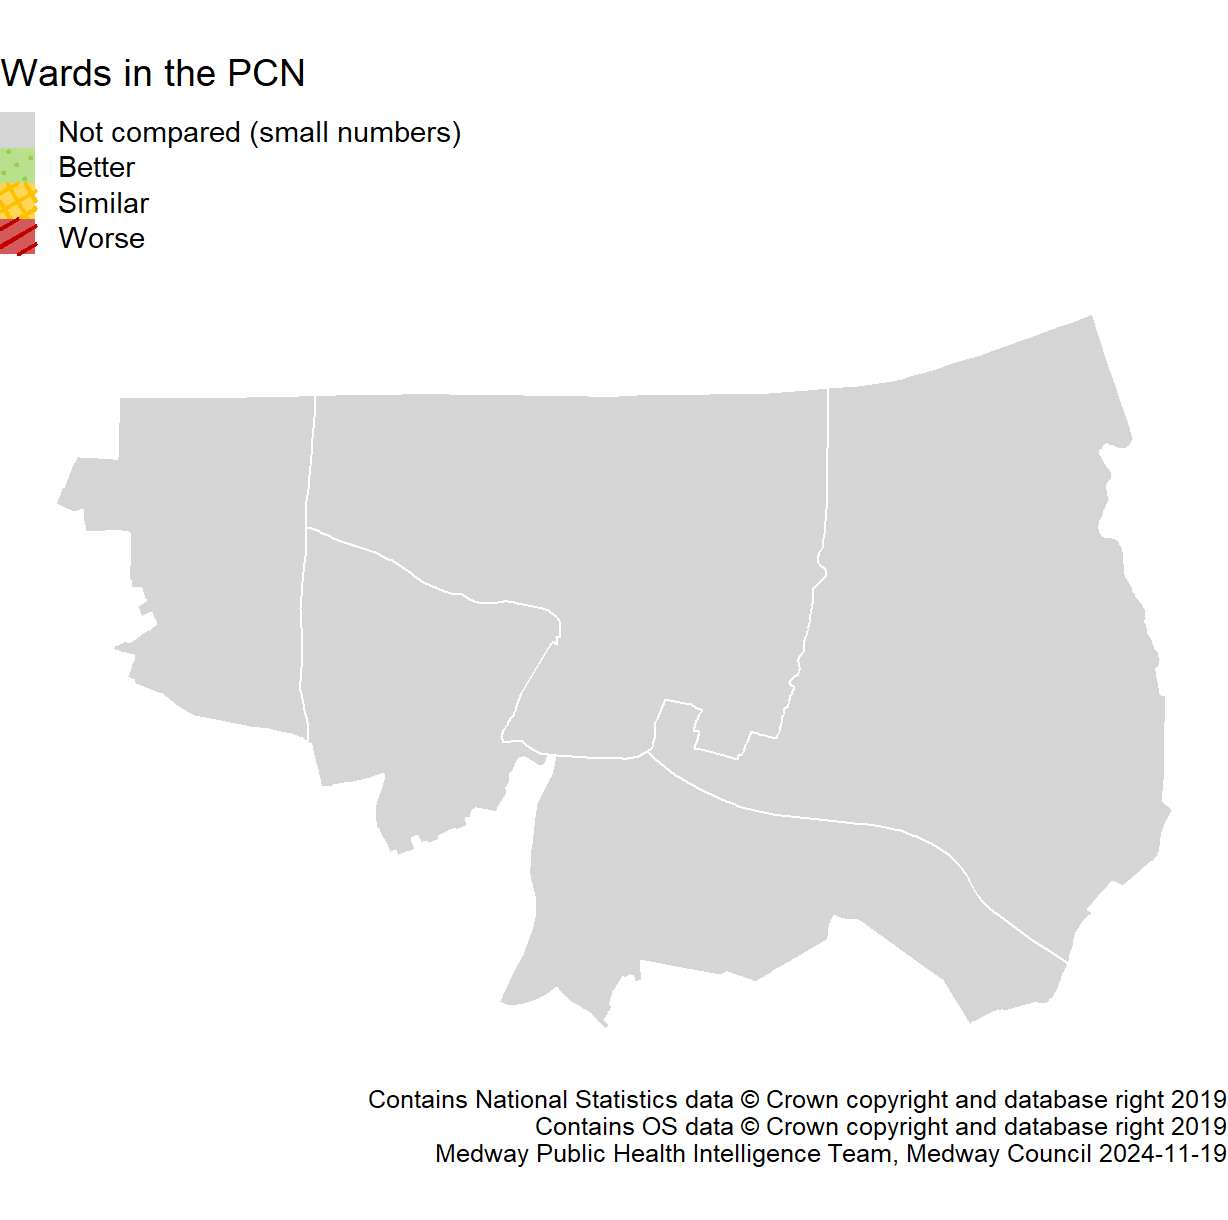 Wards in the PCN
Not compared (small numbers)
Better
Similar
Worse
Contains National Statistics data © Crown copyright and database right 2019
Contains OS data © Crown copyright and database right 2019
Medway Public Health Intelligence Team, Medway Council 2024-11-19